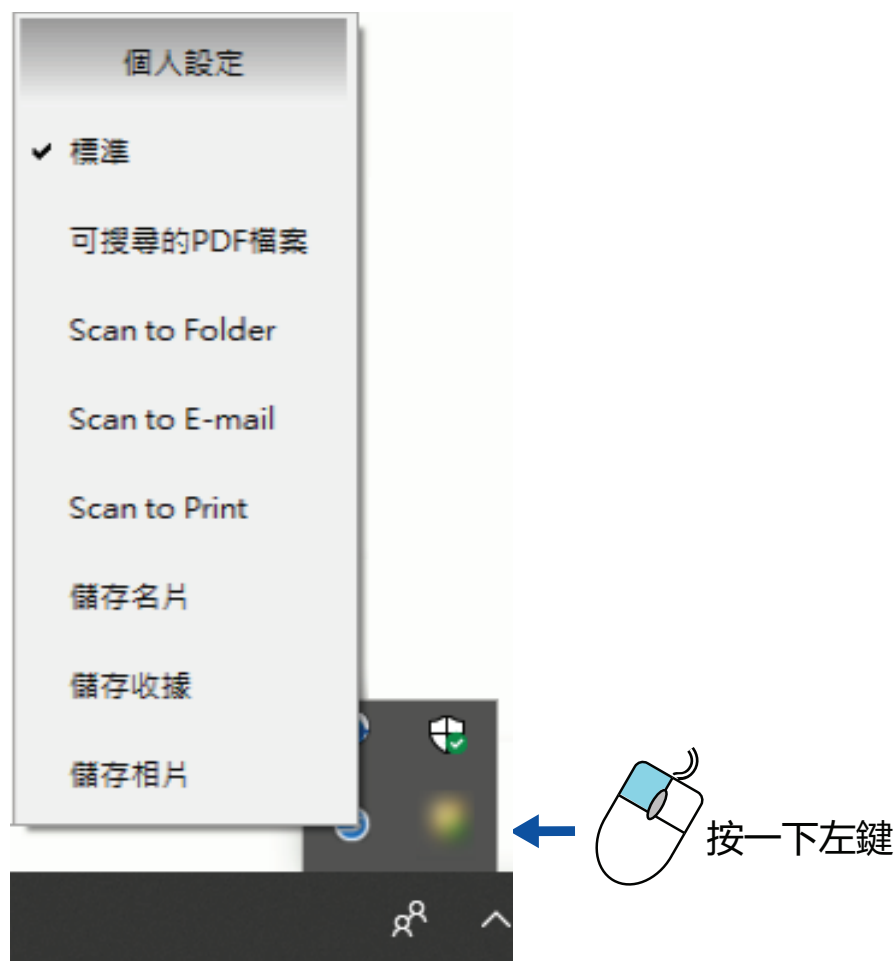 個人設定
標準
可搜尋的PDF檔案
Scan to Folder
Scan to E-mail
Scan to Print
儲存名片
儲存收據
儲存相片
按一下左鍵